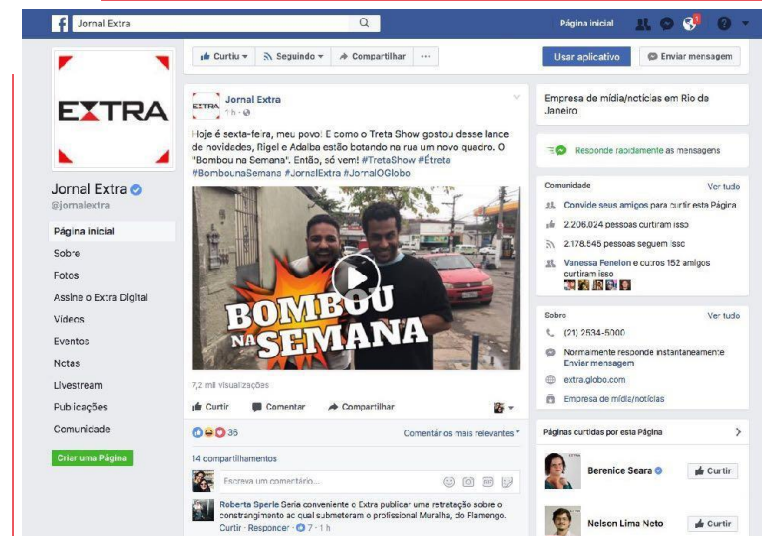 Jornal Extra
Página inicial
Curtiu
Seguindo
Compartilhar
Usar aplicativo
Enviar mensagem
EXTRA
Jornal Extra
@jornalextra
Página inicial
Sobre
Fotos
Assine o Extra Digital
Vídeos
Eventos
Notas
Livestream
Publicações
Comunidade
Criar uma Página
EXTRA
Jornal Extra
1 h
Hoje é sexta-feira, meu povo! E como o Treta Show gostou desse lance
de novidades, Rigel e Adalba estão botando na rua um novo quadro. O
"Bombou na Semana". Então, só vem! #TretaShow #Étreta
#BombounaSemana #JornalExtra #JornalOGlobo
BOMBOU
NA SEMANA
7,2 mil visualizações
Curtir Comentar Compartilhar
36
Comentários mais relevantes
14 compartilhamentos
Escreva um comentário...
Roberta Sperle Seria conveniente o Extra publicar uma retratação sobre o
constrangimento ao qual submeteram o profissional Muralha, do Flamengo.
Curtir · Responder · 7 · 1 h
Empresa de mídia/notícias em Rio de
Janeiro
Responde rapidamente as mensagens
Comunidade Ver tudo
Convide seus amigos para curtir esta Página
2.206.024 pessoas curtiram isso
2.178.545 pessoas seguem isso
Vanessa Fenelon e outros 152 amigos
curtiram isso
Sobre Ver tudo
(21) 2534-5000
Normalmente responde instantaneamente
Enviar mensagem
extra.globo.com
Empresa de mídia/notícias
Páginas curtidas por esta Página
Berenice Seara Curtir
Nelson Lima Neto Curtir